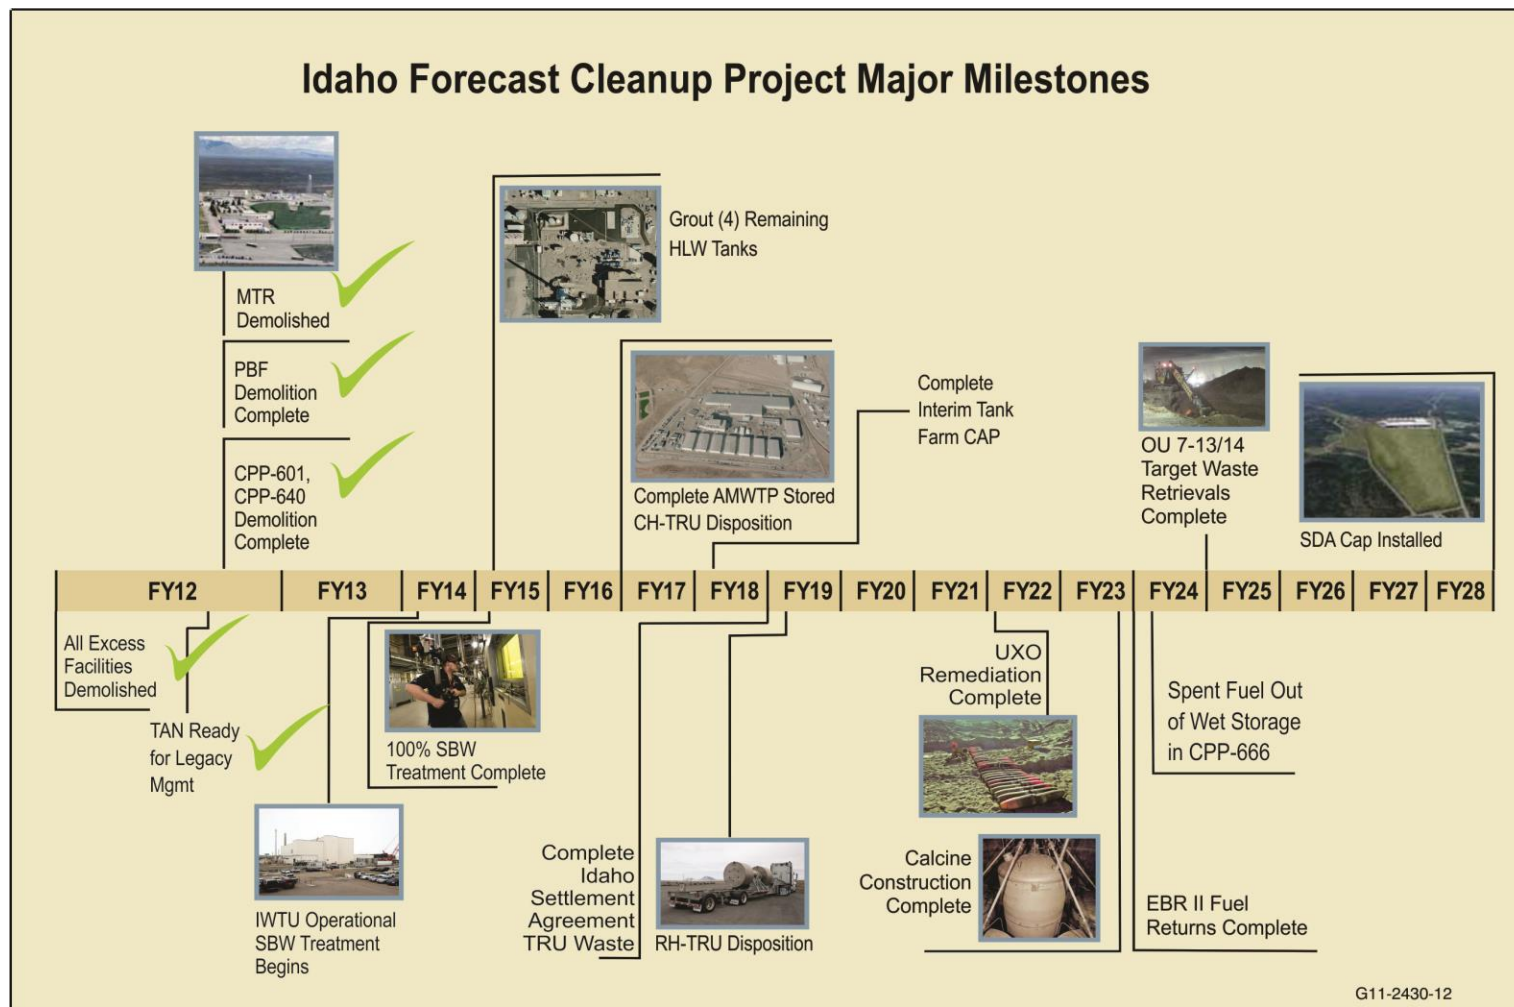 Idaho Forecast Cleanup Project Major Milestones
MTR
Demolished
PBF
Demolition
Complete
CPP-601,
CPP-640
Demolition
Complete
Grout (4) Remaining
HLW Tanks
Complete AMWTP Stored
CH-TRU Disposition
Complete
Interim Tank
Farm CAP
OU 7-13/14
Target Waste
Retrievals
Complete
SDA Cap Installed
FY12 FY13 FY14 FY15 FY16 FY17 FY18 FY19 FY20 FY21 FY22 FY23 FY24 FY25 FY26 FY27 FY28
All Excess
Facilities
Demolished
TAN Ready
for Legacy
Mgmt
IWTU Operational
SBW Treatment
Begins
100% SBW
Treatment Complete
Complete
Idaho
Settlement
Agreement
TRU Waste
RH-TRU Disposition
UXO
Remediation
Complete
Calcine
Construction
Complete
Spent Fuel Out
of Wet Storage
in CPP-666
EBR II Fuel
Returns Complete
G11-2430-12